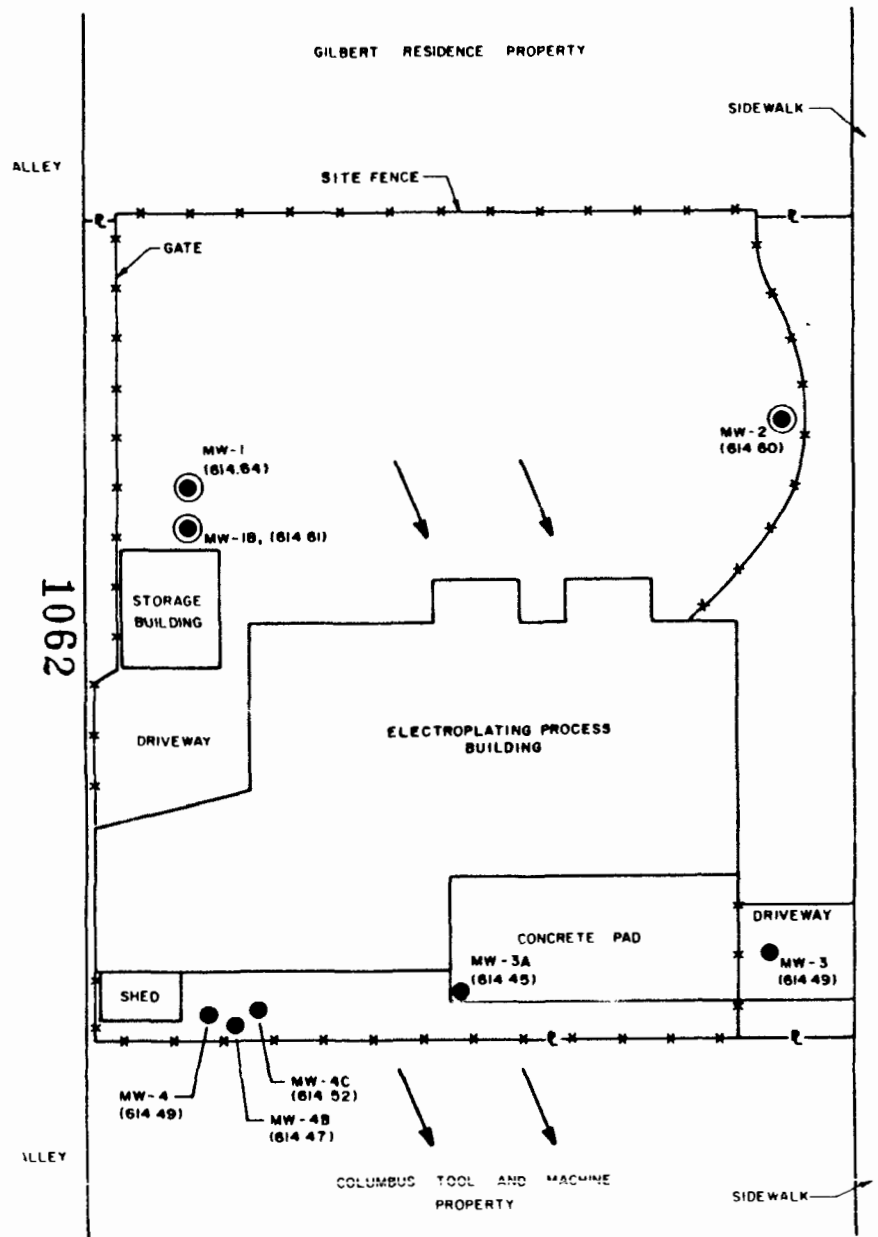 GILBERT RESIDENCE PROPERTY
SIDEWALK
ALLEY
SITE FENCE
GATE
MW-1
(614.64)
MW-1B, (614 61)
MW-2
(614 60)
STORAGE
BUILDING
1062
DRIVEWAY
ELECTROPLATING PROCESS
BUILDING
CONCRETE PAD
DRIVEWAY
MW-3A
(614 45)
MW-3
(614 49)
SHED
MW-4
(614 49)
MW-4C
(614 52)
MW-4B
(614 47)
LLEY
COLUMBUS TOOL AND MACHINE
PROPERTY
SIDEWALK